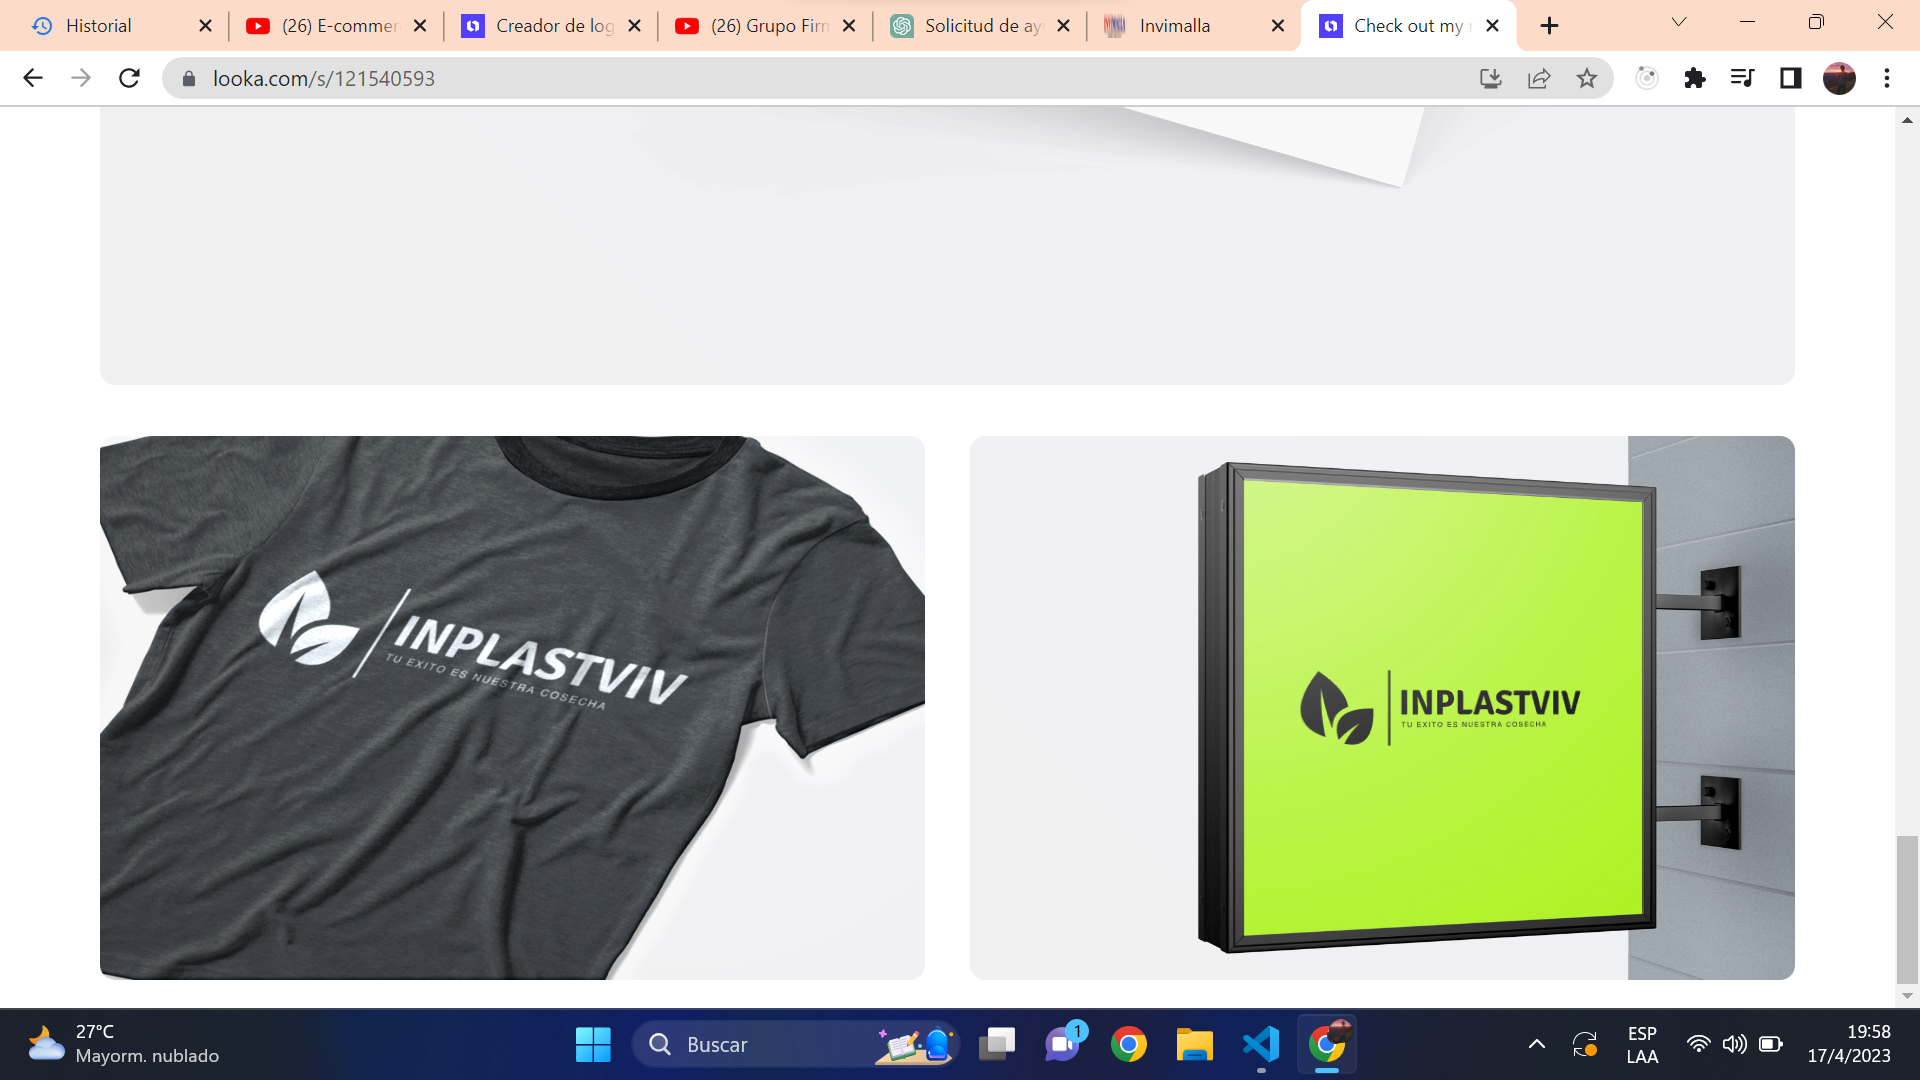 Historial
(26) E-commer
Creador de log
(26) Grupo Firm
Solicitud de ay
Invimalla
Check out my
looka.com/s/121540593
INPLASTVIV
TU EXITO ES NUESTRA COSECHA
INPLASTVIV
TU EXITO ES NUESTRA COSECHA
27°C
Mayorm. nublado
Buscar
1
ESP
LAA
19:58
17/4/2023